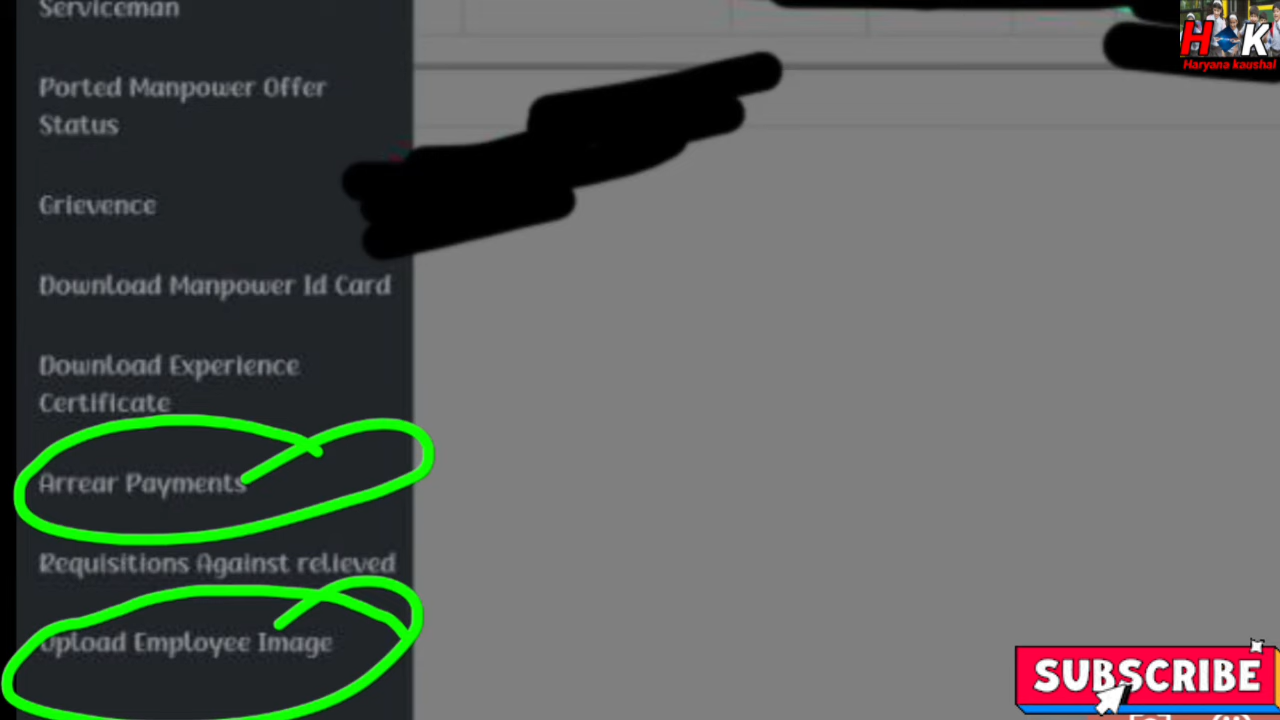 Serviceman
Ported Manpower Offer
Status
Grievence
Download Manpower Id Card
Download Experience
Certificate
Arrear Payments
Requisitions Against relieved
Upload Employee Image
H K
Haryana kaushal
SUBSCRIBE